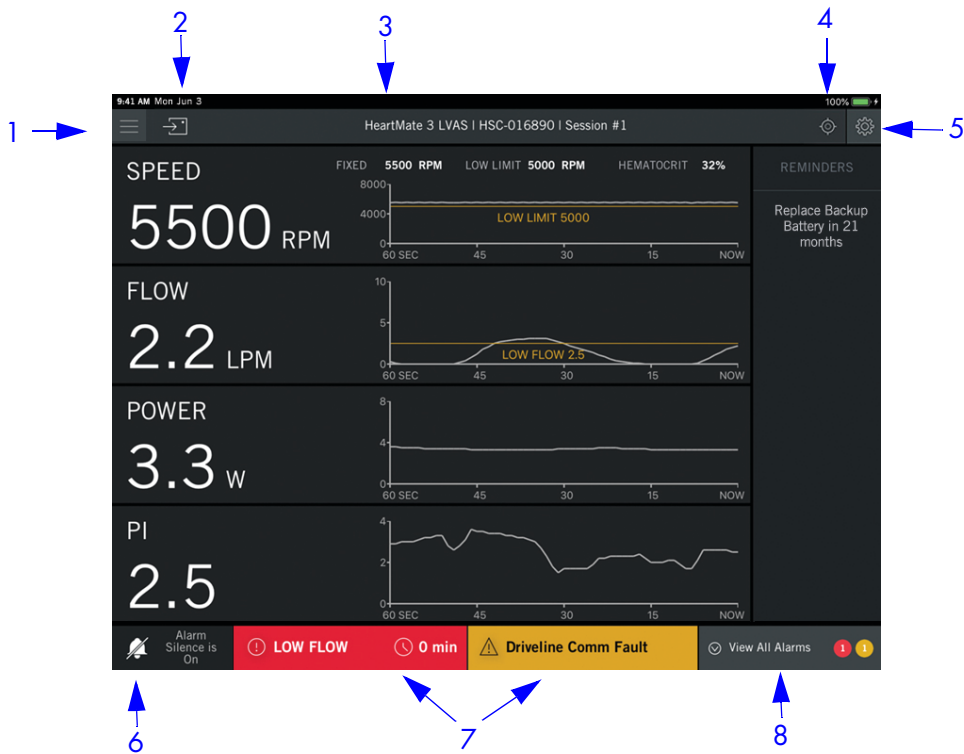 1
2
3
4
5
9:41 AM Mon Jun 3
100%
HeartMate 3 LVAS | HSC-016890 | Session #1
SPEED
5500 RPM
FIXED 5500 RPM LOW LIMIT 5000 RPM HEMATOCRIT 32%
8000
4000
0
LOW LIMIT 5000
60 SEC 45 30 15 NOW
REMINDERS
Replace Backup
Battery in 21
months
FLOW
2.2 LPM
10
5
0
LOW FLOW 2.5
60 SEC 45 30 15 NOW
POWER
3.3 W
8
4
0
60 SEC 45 30 15 NOW
PI
2.5
4
2
0
60 SEC 45 30 15 NOW
Alarm
Silence is
On
LOW FLOW 0 min
Driveline Comm Fault
View All Alarms 1 1
6
7
8